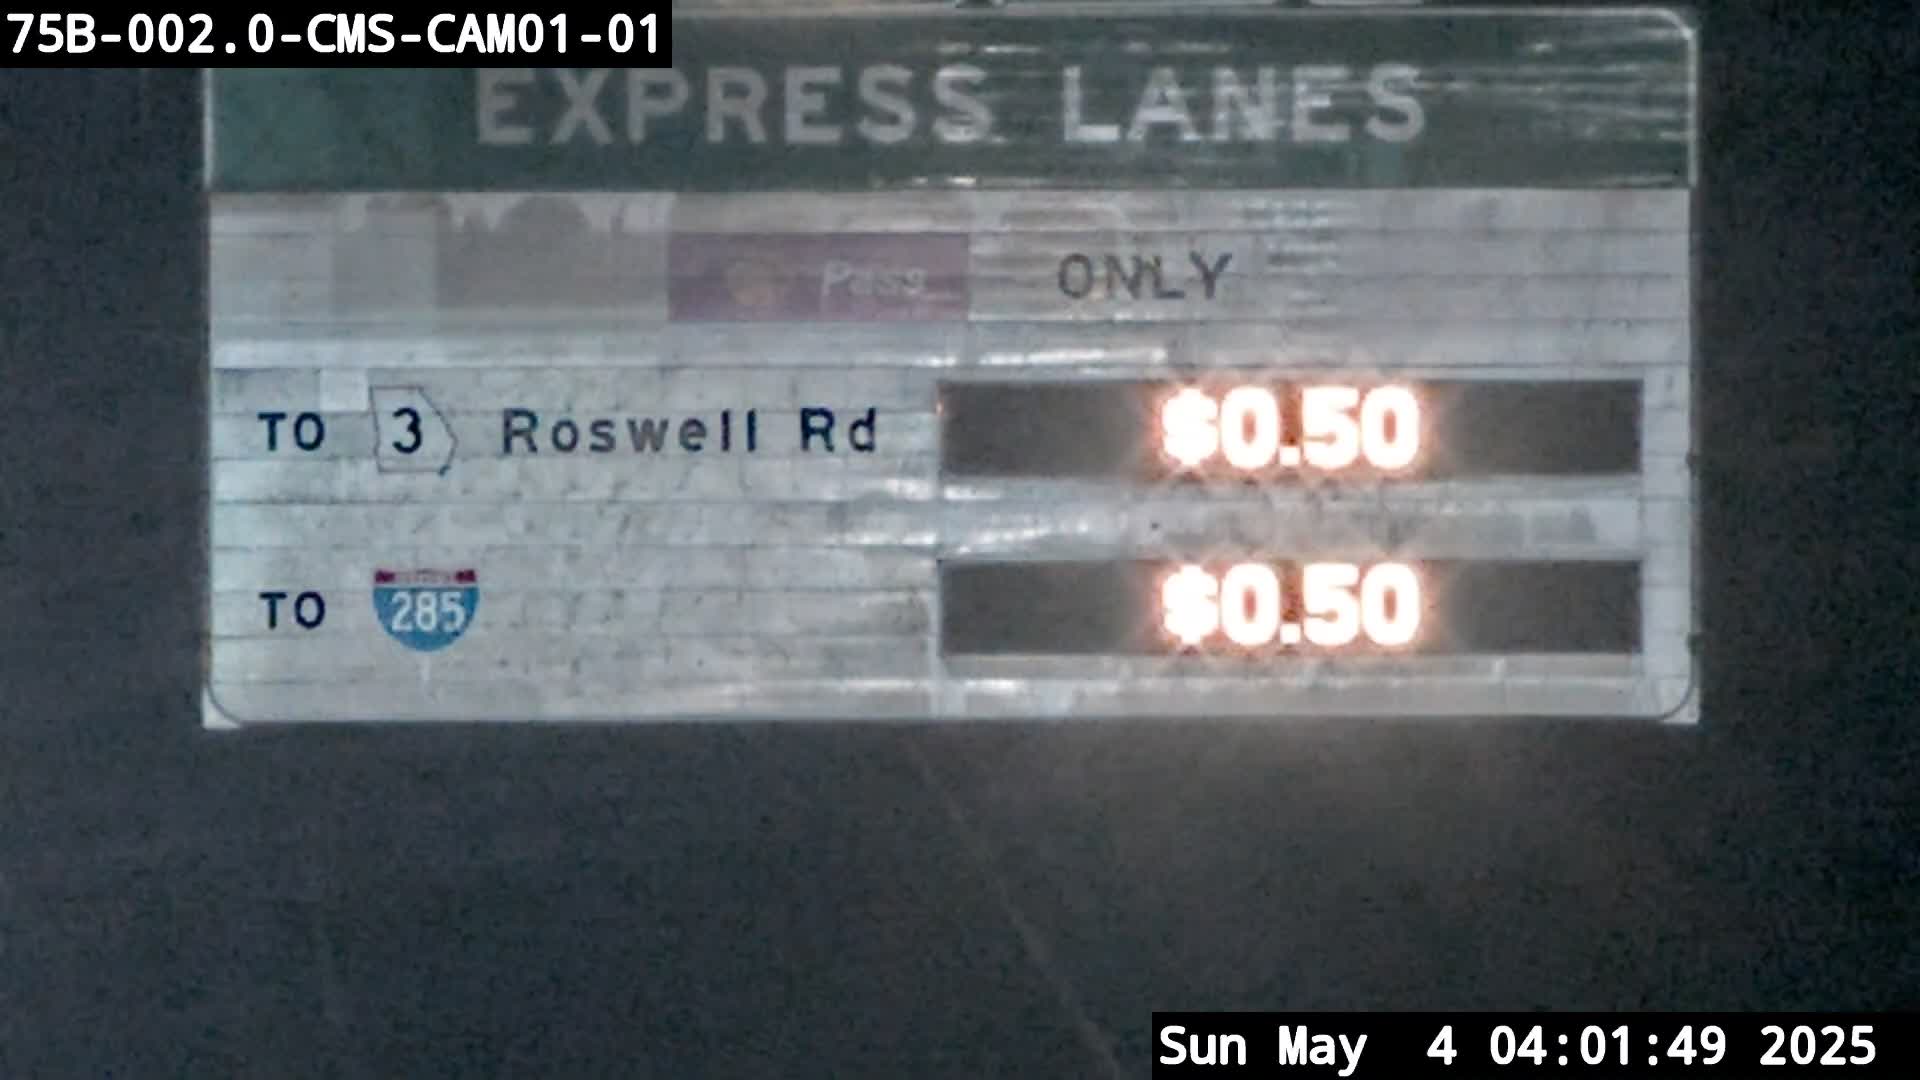 75B-002.0-CMS-CAM01-01
EXPRESS LANES
Pass ONLY
TO 3 Roswell Rd $0.50
TO 285 $0.50
Sun May 4 04:01:49 2025